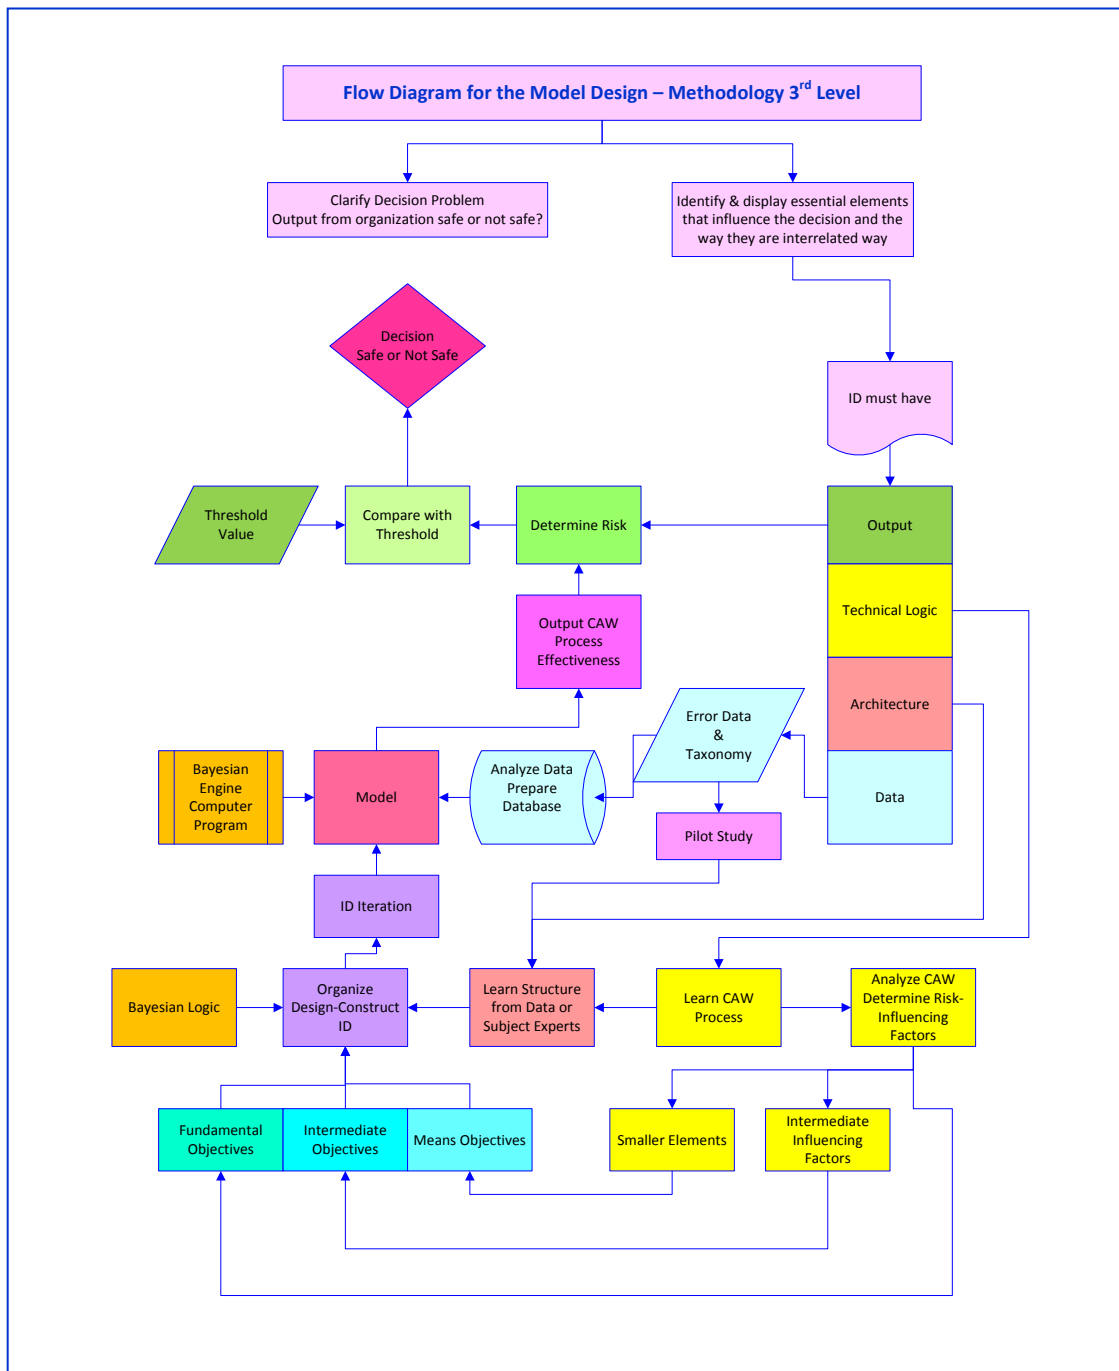 Flow Diagram for the Model Design – Methodology 3rd Level
Clarify Decision Problem
Output from organization safe or not safe?
Identify & display essential elements
that influence the decision and the
way they are interrelated way
Decision
Safe or Not Safe
ID must have
Threshold
Value
Compare with
Threshold
Determine Risk
Output
Technical Logic
Output CAW
Process
Effectiveness
Architecture
Error Data
&
Taxonomy
Bayesian
Engine
Computer
Program
Model
Analyze Data
Prepare
Database
Data
Pilot Study
ID Iteration
Bayesian Logic
Organize
Design-Construct
ID
Learn Structure
from Data or
Subject Experts
Learn CAW
Process
Analyze CAW
Determine Risk-
Influencing
Factors
Fundamental
Objectives
Intermediate
Objectives
Means Objectives
Smaller Elements
Intermediate
Influencing
Factors